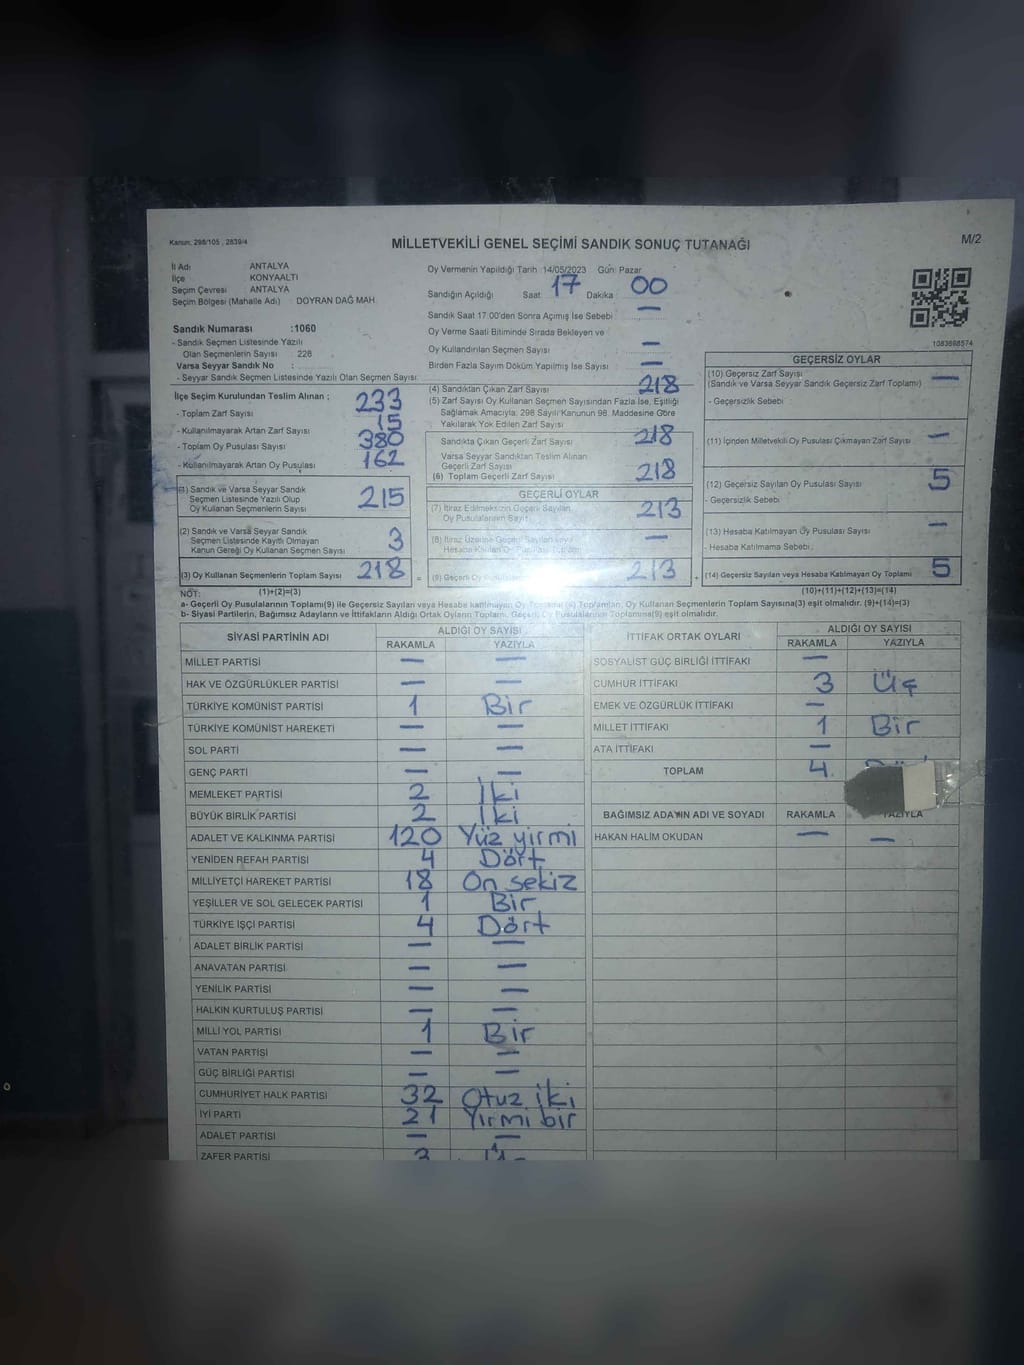 Kanun, 298/105 , 2839/4
MİLLETVEKİLİ GENEL SEÇİMİ SANDIK SONUÇ TUTANAĞI
M/2
İl Adı ANTALYA
İlçe KONYAALTI
Seçim Çevresi ANTALYA
Seçim Bölgesi (Mahalle Adı) : DOYRAN DAĞ MAH.
Sandık Numarası :1060
- Sandık Seçmen Listesinde Yazılı
Olan Seçmenlerin Sayısı : 228
Varsa Seyyar Sandık No :
- Seyyar Sandık Seçmen Listesinde Yazılı Olan Seçmen Sayısı:
Oy Vermenin Yapıldığı Tarih 14/05/2023 Gün: Pazar
Sandığın Açıldığı Saat 17 Dakika 00
Sandık Saat 17.00'den Sonra Açımış İse Sebebi —
Oy Verme Saati Bitiminde Sırada Bekleyen ve
Oy Kullandırılan Seçmen Sayısı —
Birden Fazla Sayım Döküm Yapılmış İse Sayısı —
1083698574
İlçe Seçim Kurulundan Teslim Alınan ;
- Toplam Zarf Sayısı 233
- Kullanılmayarak Artan Zarf Sayısı 15
- Toplam Oy Pusulası Sayısı 380
- Kullanılmayarak Artan Oy Pusulası 162
(1) Sandık ve Varsa Seyyar Sandık
Seçmen Listesinde Yazılı Olup
Oy Kullanan Seçmenlerin Sayısı 215
(2) Sandık ve Varsa Seyyar Sandık
Seçmen Listesinde Kayıtlı Olmayan
Kanun Gereği Oy Kullanan Seçmen Sayısı 3
(3) Oy Kullanan Seçmenlerin Toplam Sayısı 218
(4) Sandıktan Çıkan Zarf Sayısı 218
(5) Zarf Sayısı Oy Kullanan Seçmen Sayısından Fazla İse, Eşitliği
Sağlamak Amacıyla, 298 Sayılı Kanunun 98. Maddesine Göre
Yakılarak Yok Edilen Zarf Sayısı
Sandıkta Çıkan Geçerli Zarf Sayısı 218
Varsa Seyyar Sandıktan Teslim Alınan
Geçerli Zarf Sayısı
(6) Toplam Geçerli Zarf Sayısı 218
GEÇERLİ OYLAR
(7) İtiraz Edilmeksizin Geçerli Sayılan
Oy Pusulalarının Sayısı 213
(8) İtiraz Üzerine Geçerli Sayılan veya
—
(9) Geçerli Oy 213
GEÇERSİZ OYLAR
(10) Geçersiz Zarf Sayısı
(Sandık ve Varsa Seyyar Sandık Geçersiz Zarf Toplamı) —
- Geçersizlik Sebebi :
(11) İçinden Milletvekili Oy Pusulası Çıkmayan Zarf Sayısı —
(12) Geçersiz Sayılan Oy Pusulası Sayısı 5
- Geçersizlik Sebebi :
(13) Hesaba Katılmayan Oy Pusulası Sayısı —
- Hesaba Katılmama Sebebi :
(14) Geçersiz Sayılan veya Hesaba Katılmayan Oy Toplamı 5
NOT: (1)+(2)=(3) (10)+(11)+(12)+(13)=(14)
a- Geçerli Oy Pusulalarının Toplamı(9) ile Geçersiz Sayılan veya Hesaba katılmayan Oy Toplamı Toplamları, Oy Kullanan Seçmenlerin Toplam Sayısına(3) eşit olmalıdır. (9)+(14)=(3)
b- Siyasi Partilerin, Bağımsız Adayların ve İttifakların Aldığı Ortak Oyların Toplamı, Geçerli Oy Pusulalarının Toplamına(9) eşit olmalıdır.
SİYASİ PARTİNİN ADI ALDIĞI OY SAYISI
RAKAMLA YAZIYLA
MİLLET PARTİSİ — —
HAK VE ÖZGÜRLÜKLER PARTİSİ — —
TÜRKİYE KOMÜNİST PARTİSİ 1 Bir
TÜRKİYE KOMÜNİST HAREKETİ — —
SOL PARTİ — —
GENÇ PARTİ — —
MEMLEKET PARTİSİ 2 İki
BÜYÜK BİRLİK PARTİSİ 2 İki
ADALET VE KALKINMA PARTİSİ 120 Yüz yirmi
YENİDEN REFAH PARTİSİ 4 Dört
MİLLİYETÇİ HAREKET PARTİSİ 18 On sekiz
YEŞİLLER VE SOL GELECEK PARTİSİ 1 Bir
TÜRKİYE İŞÇİ PARTİSİ 4 Dört
ADALET BİRLİK PARTİSİ — —
ANAVATAN PARTİSİ — —
YENİLİK PARTİSİ — —
HALKIN KURTULUŞ PARTİSİ — —
MİLLİ YOL PARTİSİ 1 Bir
VATAN PARTİSİ — —
GÜÇ BİRLİĞİ PARTİSİ — —
CUMHURİYET HALK PARTİSİ 32 Otuz iki
İYİ PARTİ 21 Yirmi bir
ADALET PARTİSİ — —
ZAFER PARTİSİ
İTTİFAK ORTAK OYLARI ALDIĞI OY SAYISI
RAKAMLA YAZIYLA
SOSYALİST GÜÇ BİRLİĞİ İTTİFAKI —
CUMHUR İTTİFAKI 3 Üç
EMEK VE ÖZGÜRLÜK İTTİFAKI —
MİLLET İTTİFAKI 1 Bir
ATA İTTİFAKI —
TOPLAM 4
BAĞIMSIZ ADAYIN ADI VE SOYADI RAKAMLA YAZIYLA
HAKAN HALİM OKUDAN — —